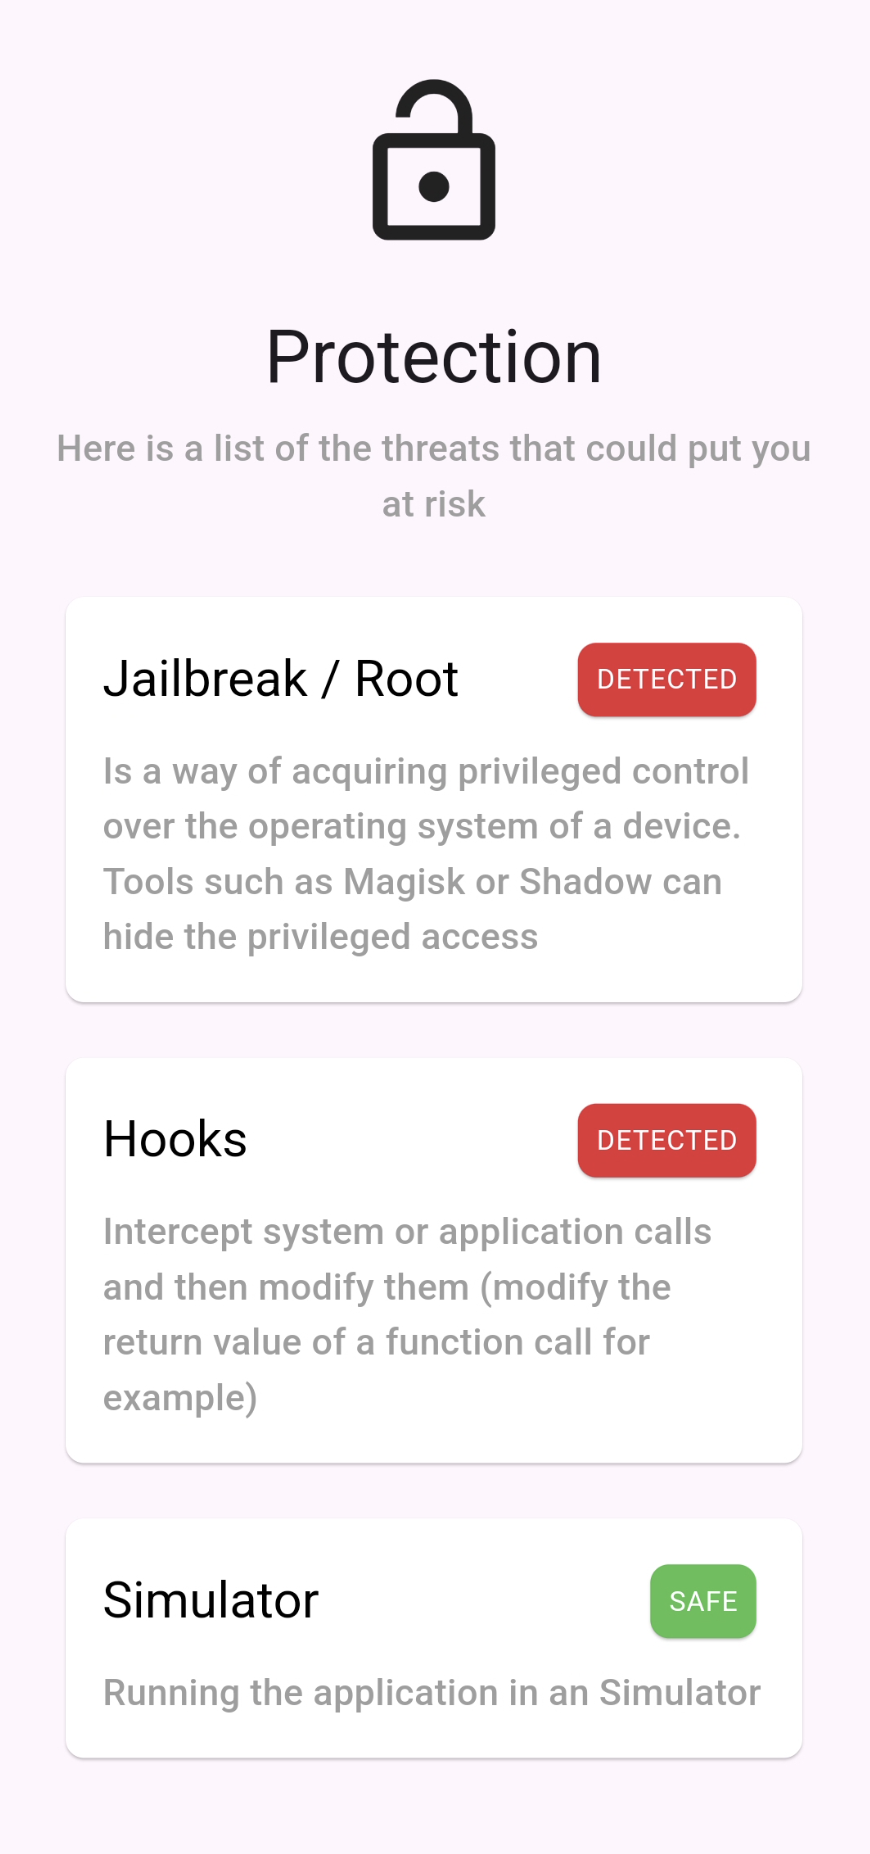 Protection
Here is a list of the threats that could put you
at risk
Jailbreak / Root
DETECTED
Is a way of acquiring privileged control
over the operating system of a device.
Tools such as Magisk or Shadow can
hide the privileged access
Hooks
DETECTED
Intercept system or application calls
and then modify them (modify the
return value of a function call for
example)
Simulator
SAFE
Running the application in an Simulator